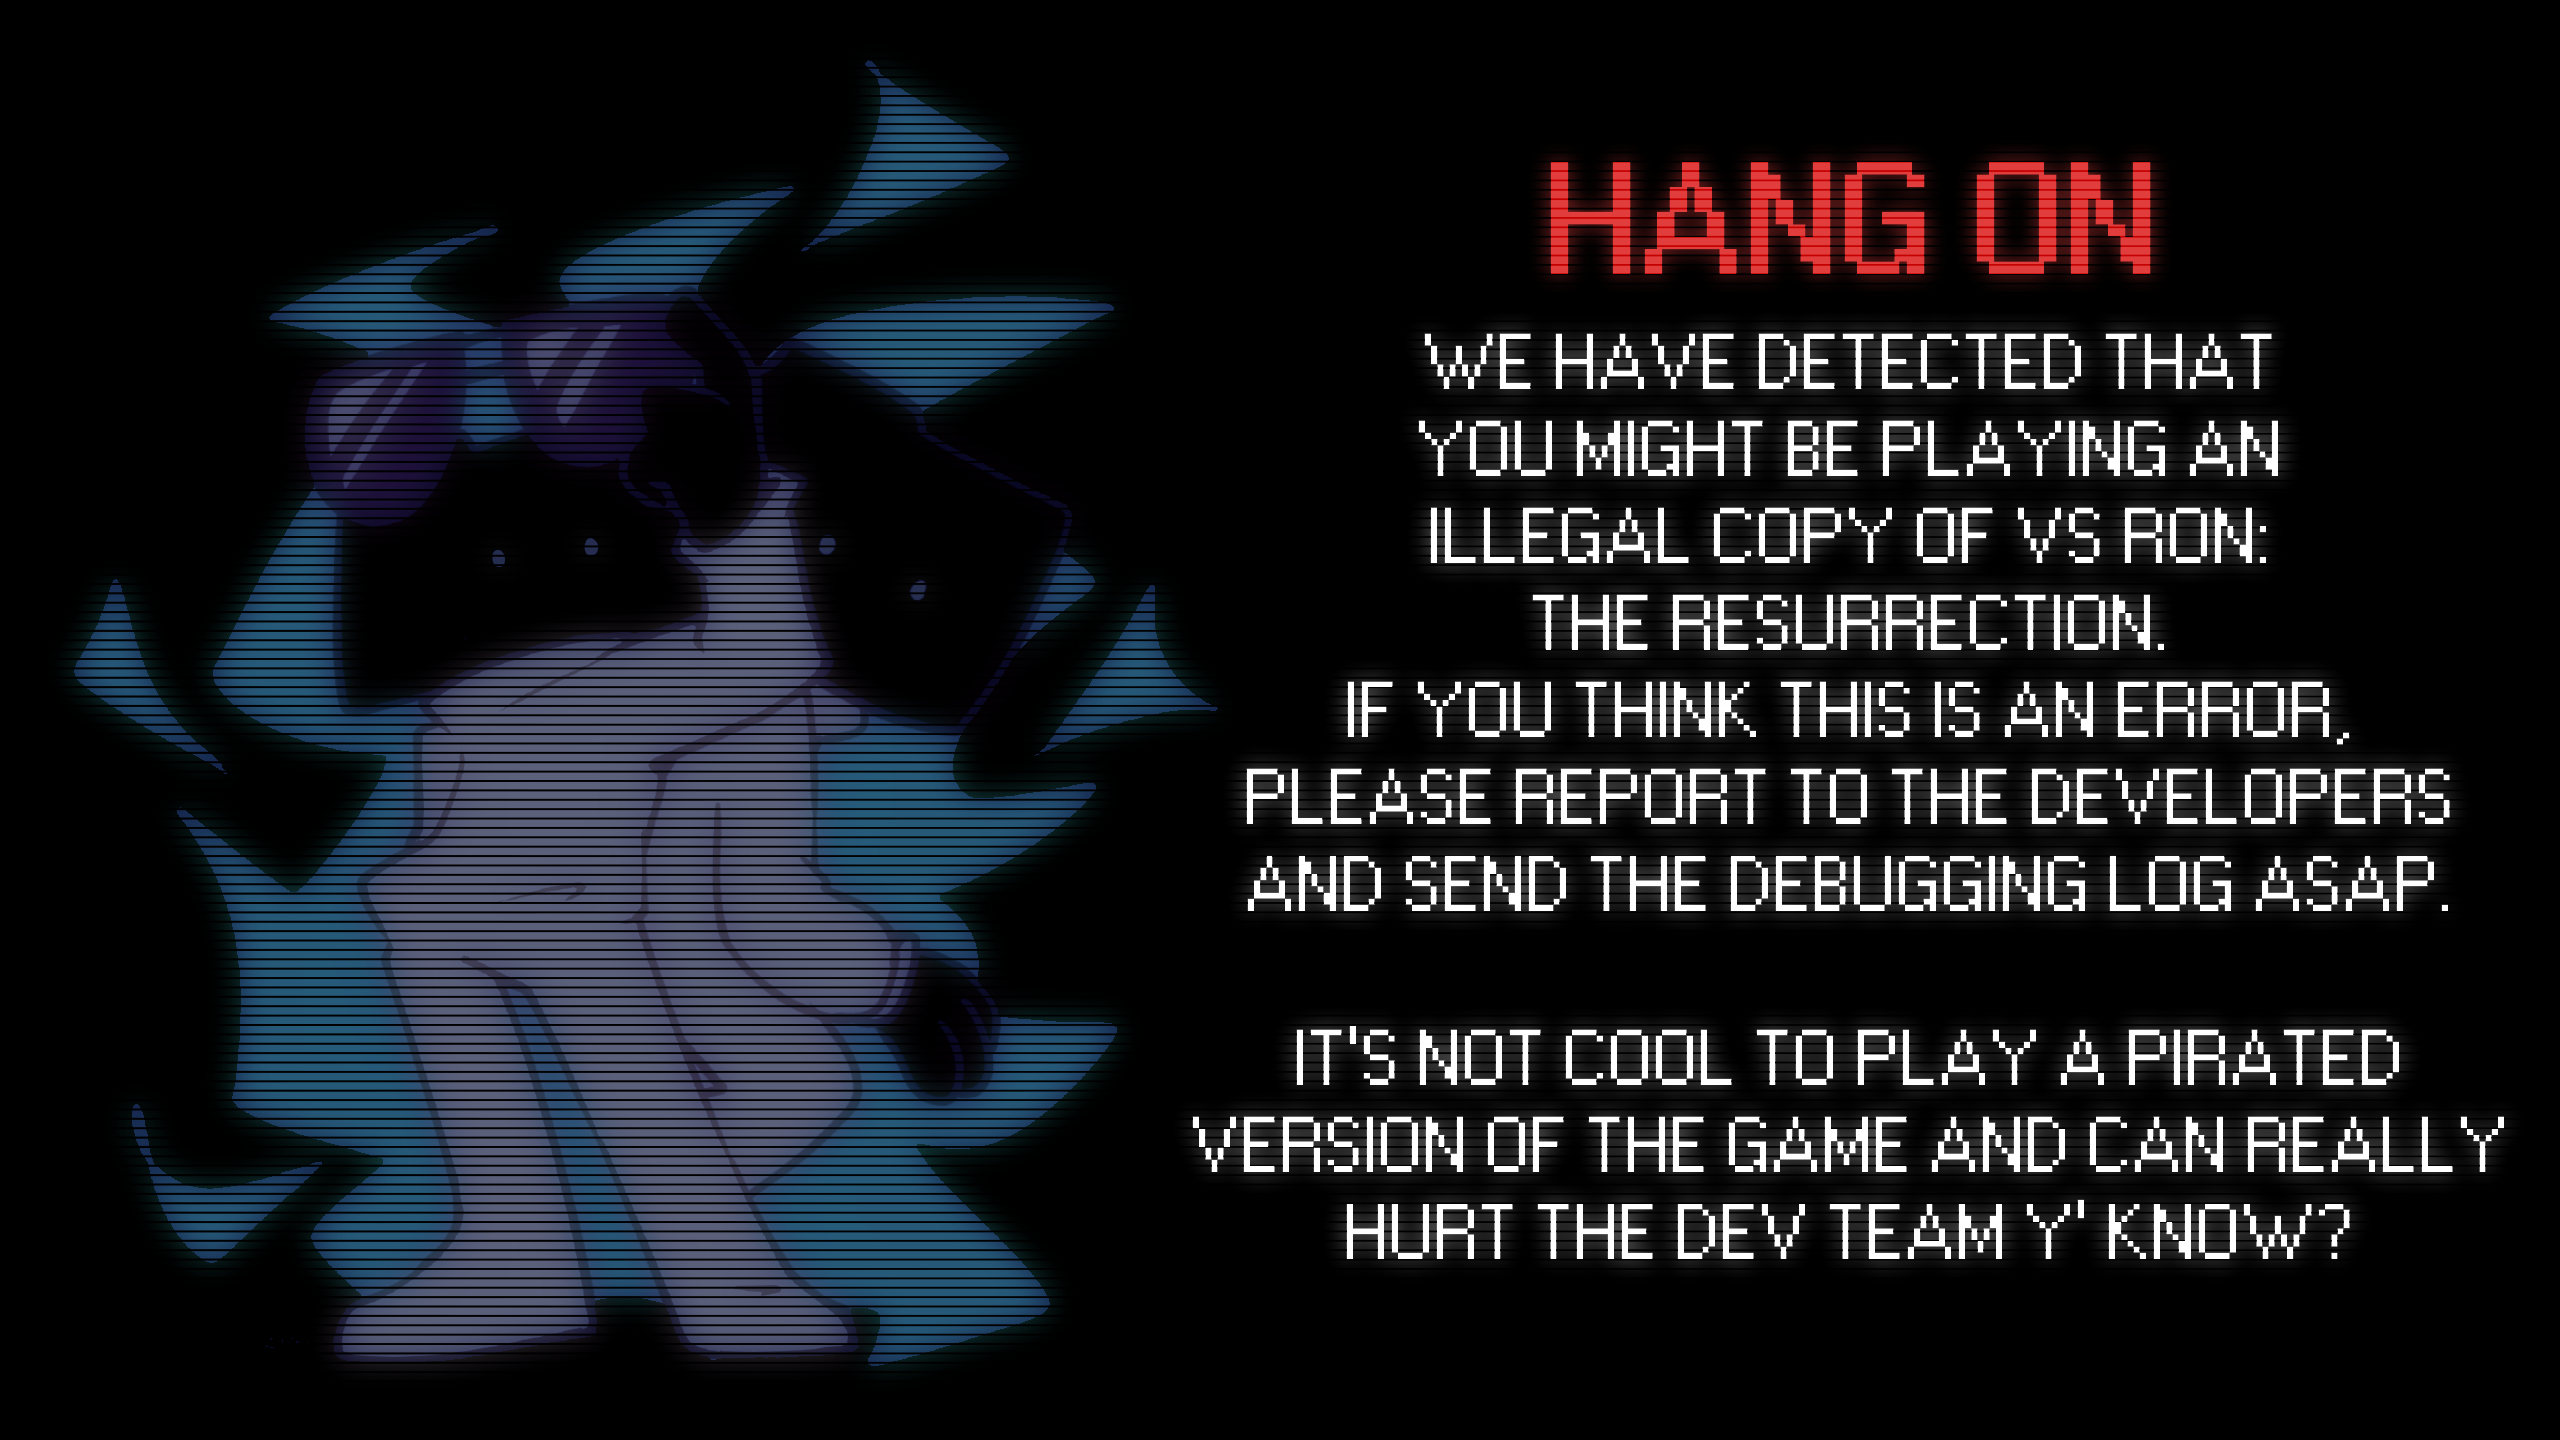 HANG ON
WE HAVE DETECTED THAT
YOU MIGHT BE PLAYING AN
ILLEGAL COPY OF VS RON:
THE RESURRECTION.
IF YOU THINK THIS IS AN ERROR,
PLEASE REPORT TO THE DEVELOPERS
AND SEND THE DEBUGGING LOG ASAP.
IT'S NOT COOL TO PLAY A PIRATED
VERSION OF THE GAME AND CAN REALLY
HURT THE DEV TEAM Y' KNOW?